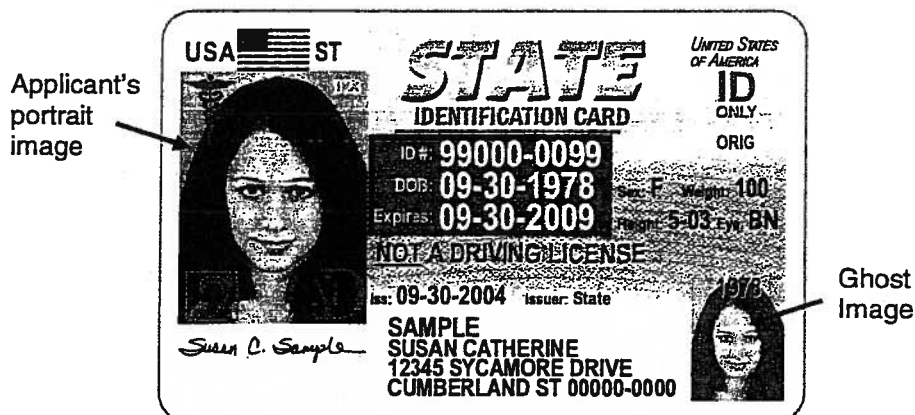 USA ST
STATE
IDENTIFICATION CARD
UNITED STATES
OF AMERICA
ID
ONLY
ORIG
Applicant's
portrait
image
ID#: 99000-0099
DOB: 09-30-1978
Expires: 09-30-2009
Sex: F Weight: 100
Height: 5-03 Eye: BN
NOT A DRIVING LICENSE
Iss: 09-30-2004 Issuer: State
1978
Ghost
Image
Susan C. Sample
SAMPLE
SUSAN CATHERINE
12345 SYCAMORE DRIVE
CUMBERLAND ST 00000-0000